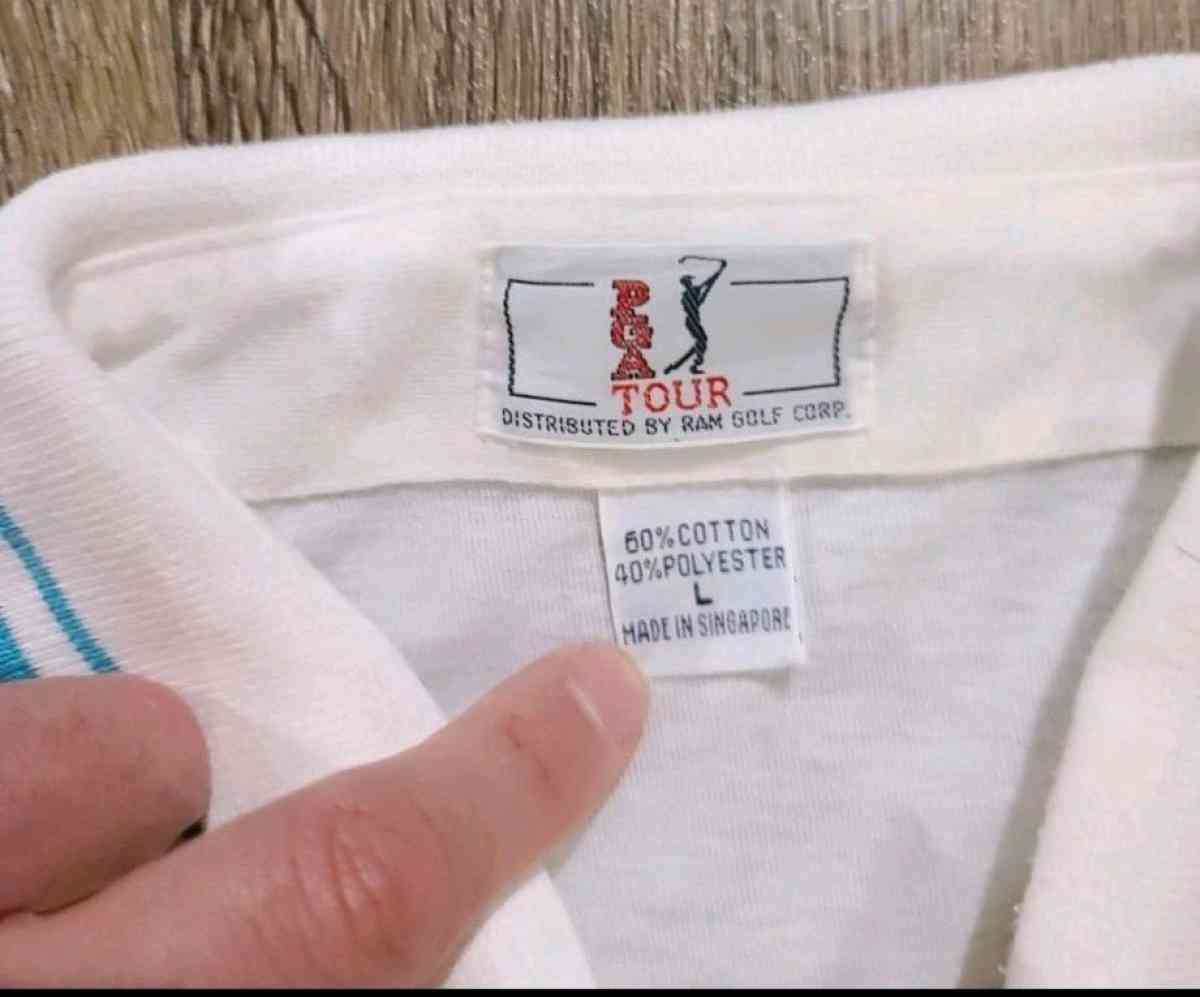 PGA
TOUR
DISTRIBUTED BY RAM GOLF CORP.
60%COTTON
40%POLYESTER
L
MADE IN SINGAPORE